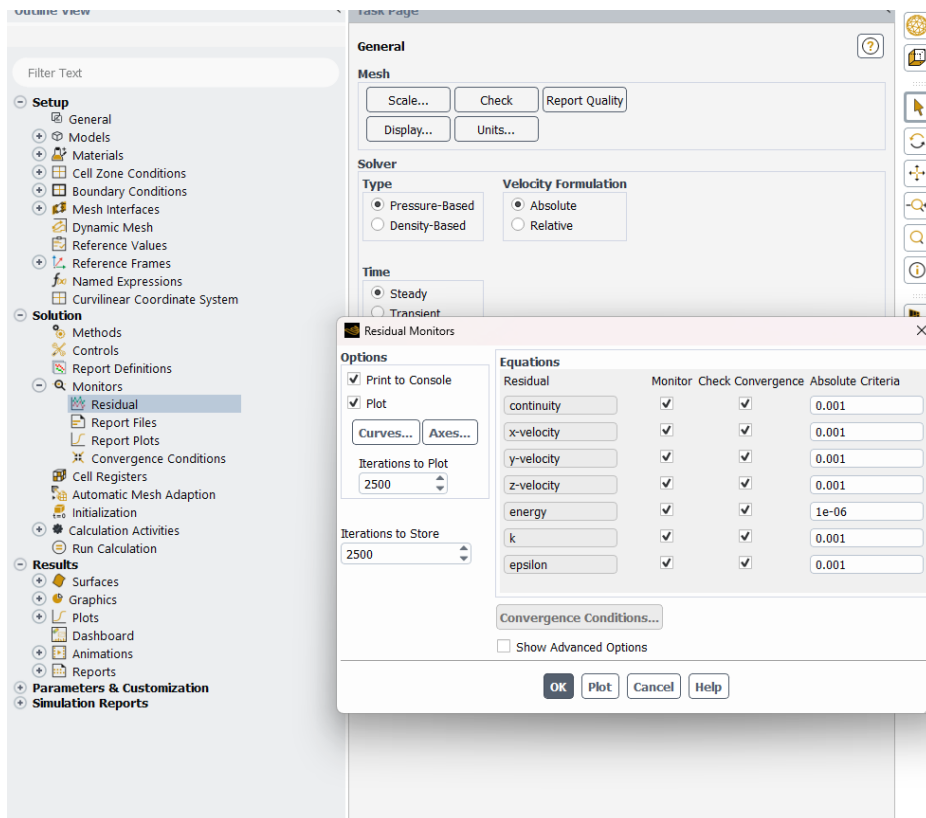 Outline View
Task Page
Filter Text
Setup
General
Models
Materials
Cell Zone Conditions
Boundary Conditions
Mesh Interfaces
Dynamic Mesh
Reference Values
Reference Frames
Named Expressions
Curvilinear Coordinate System
Solution
Methods
Controls
Report Definitions
Monitors
Residual
Report Files
Report Plots
Convergence Conditions
Cell Registers
Automatic Mesh Adaption
Initialization
Calculation Activities
Run Calculation
Results
Surfaces
Graphics
Plots
Dashboard
Animations
Reports
Parameters & Customization
Simulation Reports
General
Mesh
Scale... Check Report Quality
Display... Units...
Solver
Type Velocity Formulation
Pressure-Based Absolute
Density-Based Relative
Time
Steady
Transient
Residual Monitors
Options
Print to Console
Plot
Curves... Axes...
Iterations to Plot
2500
Iterations to Store
2500
Equations
Residual Monitor Check Convergence Absolute Criteria
continuity 0.001
x-velocity 0.001
y-velocity 0.001
z-velocity 0.001
energy 1e-06
k 0.001
epsilon 0.001
Convergence Conditions...
Show Advanced Options
OK Plot Cancel Help